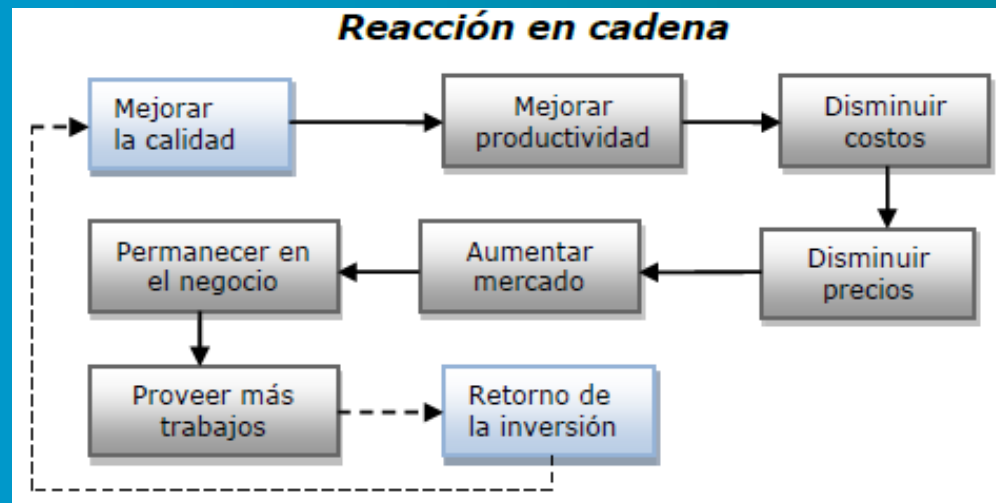 Reacción en cadena
Mejorar
la calidad
Mejorar
productividad
Disminuir
costos
Permanecer en
el negocio
Aumentar
mercado
Disminuir
precios
Proveer más
trabajos
Retorno de
la inversión